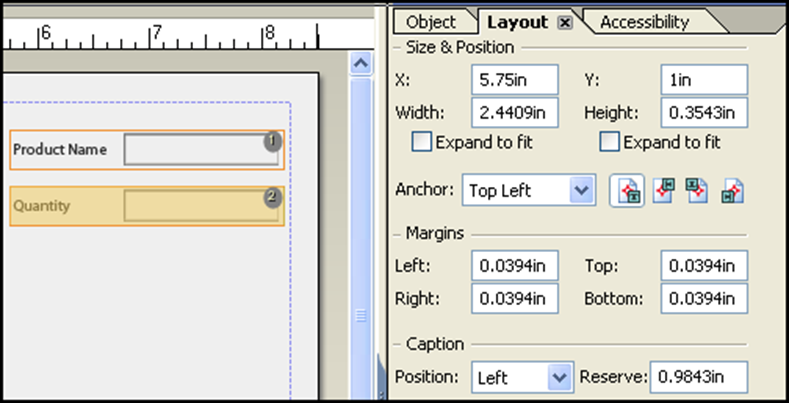 6 7 8
Product Name 1
Quantity 2
Object Layout Accessibility
Size & Position
X: 5.75in Y: 1in
Width: 2.4409in Height: 0.3543in
Expand to fit Expand to fit
Anchor: Top Left
Margins
Left: 0.0394in Top: 0.0394in
Right: 0.0394in Bottom: 0.0394in
Caption
Position: Left Reserve: 0.9843in